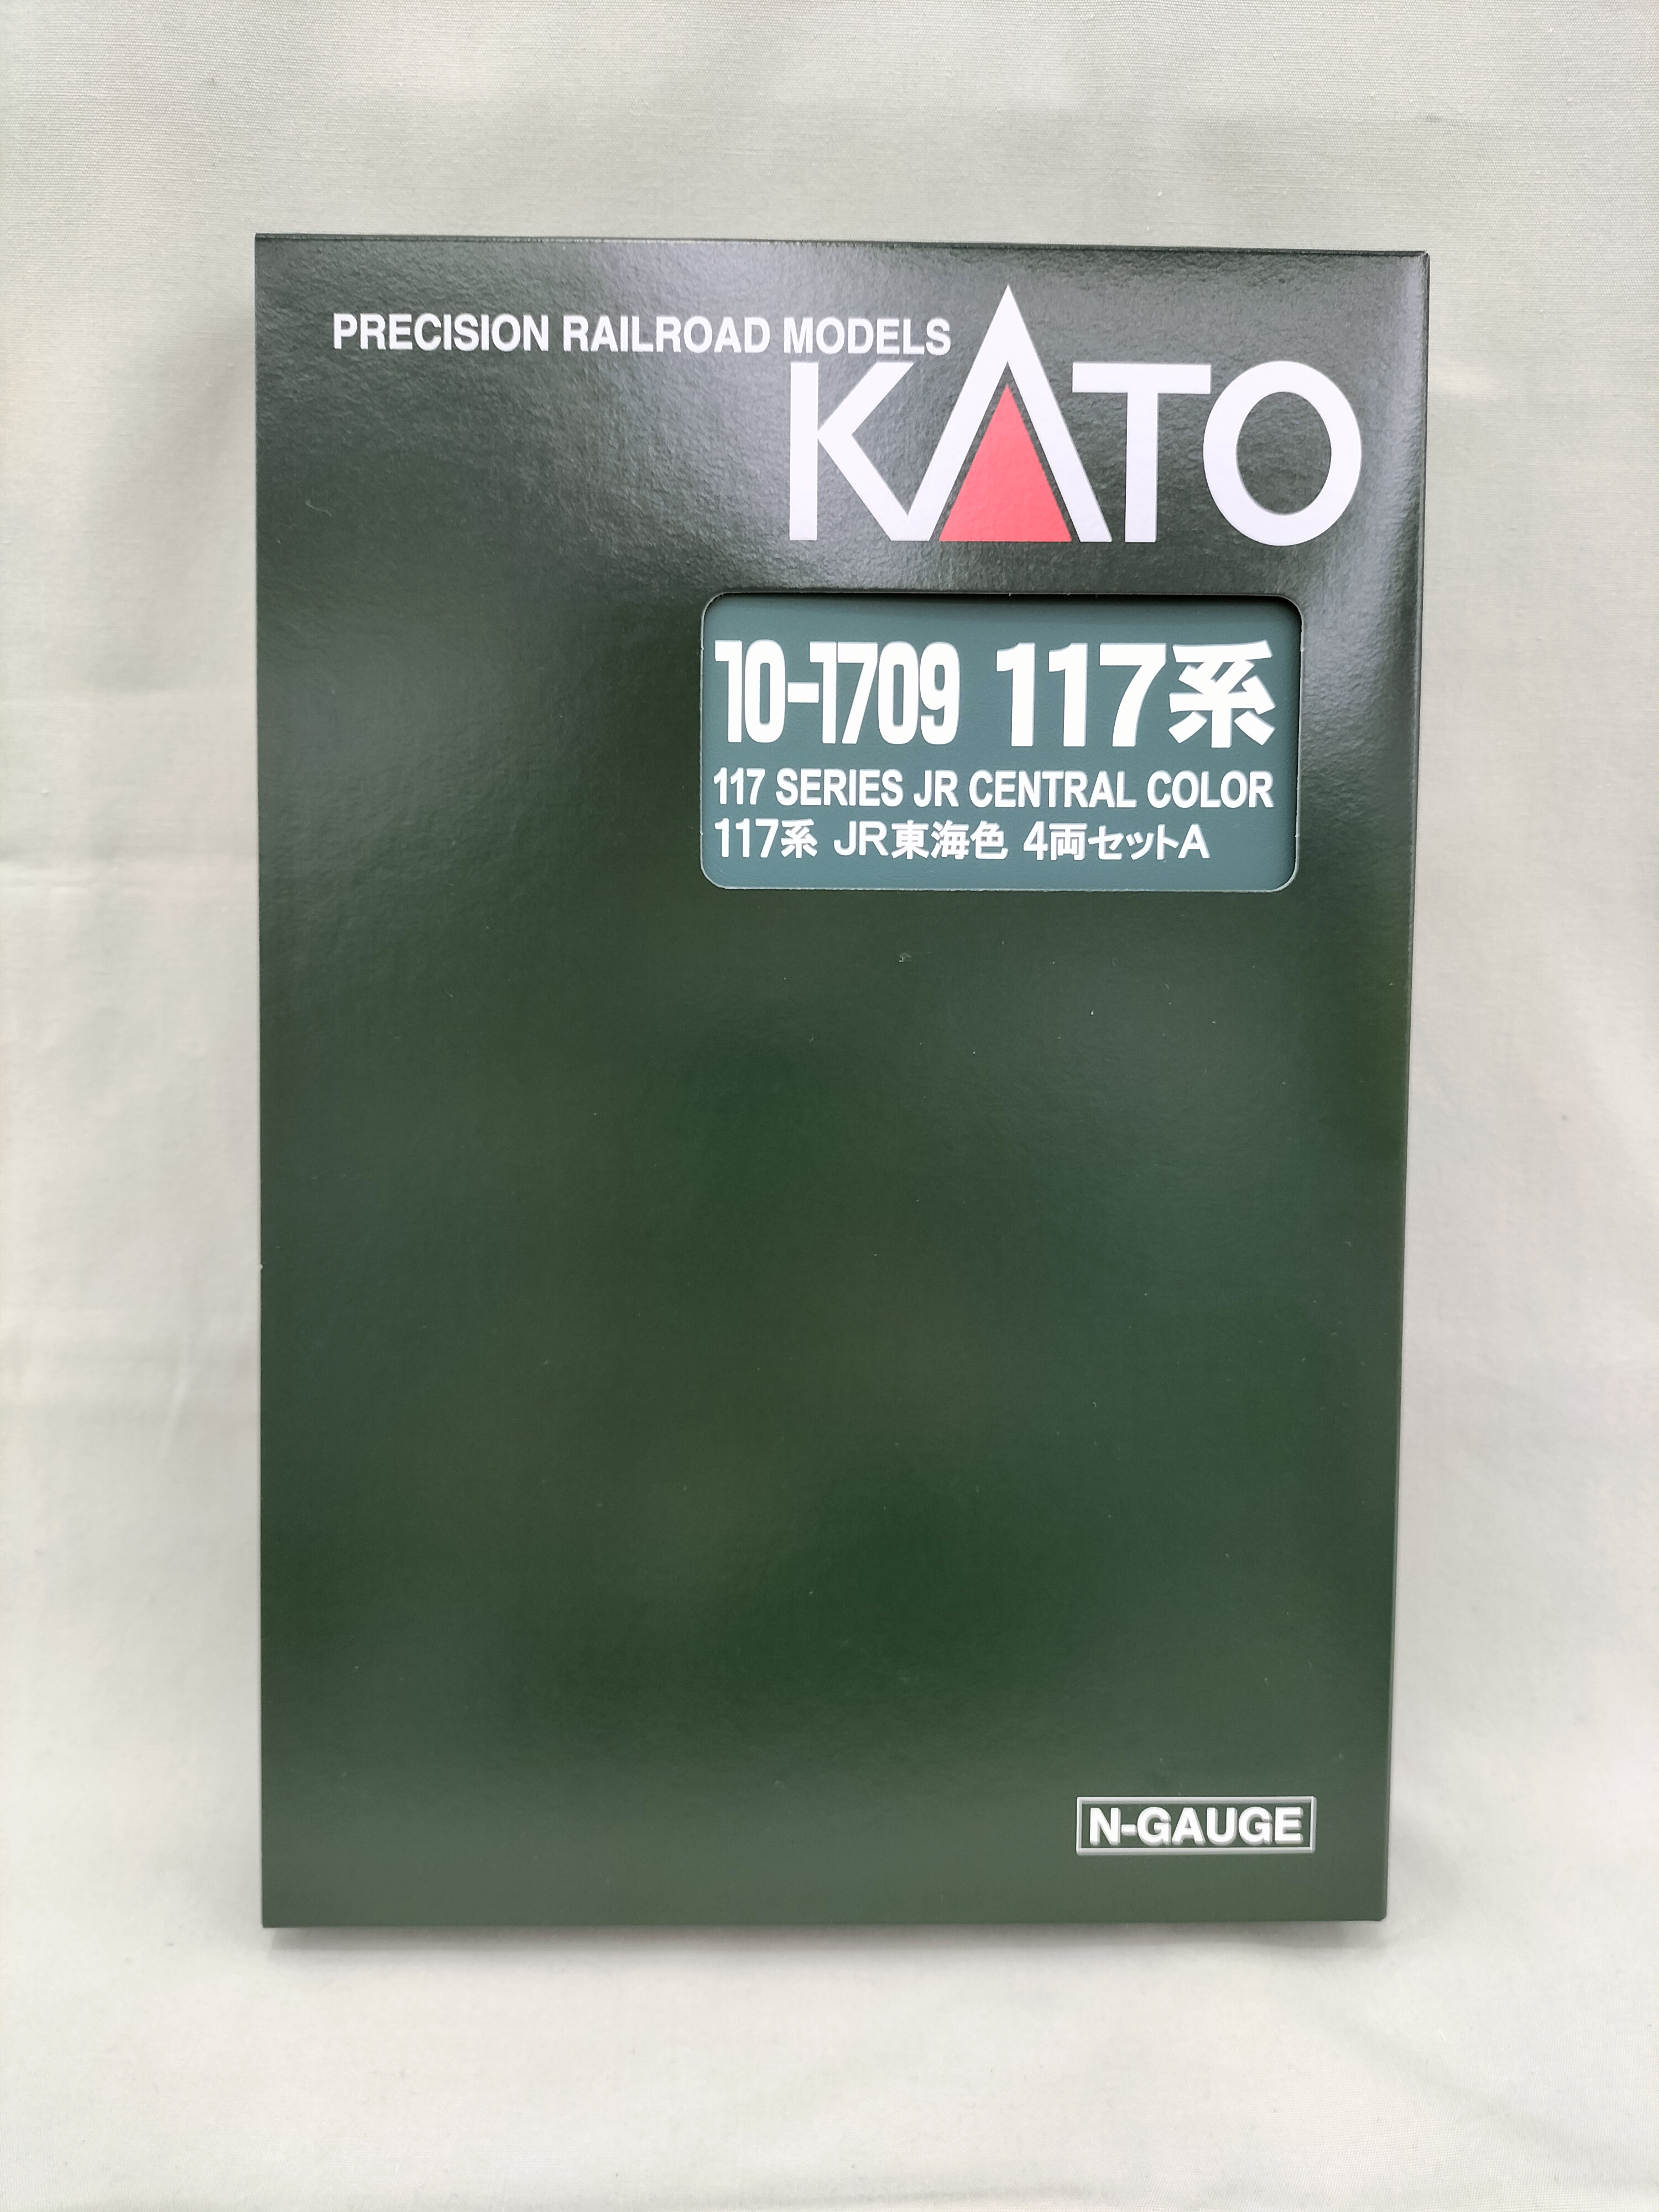 PRECISION RAILROAD MODELS
KATO
10-1709 117系
117 SERIES JR CENTRAL COLOR
117系 JR東海色 4両セットA
N-GAUGE